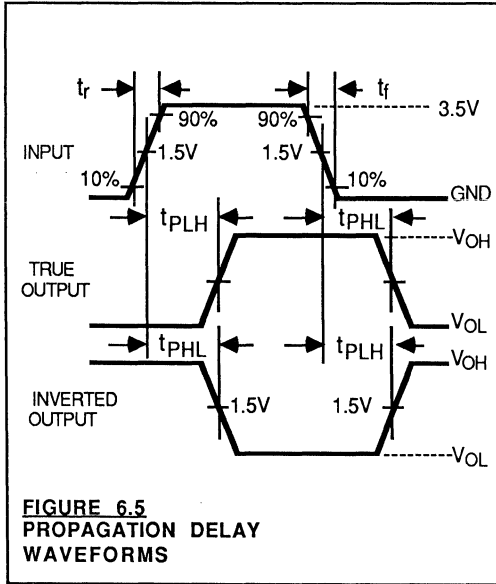 tr
tf
3.5V
90%
90%
INPUT
1.5V
1.5V
10%
10%
GND
tPLH
tPHL
VOH
TRUE
OUTPUT
VOL
tPHL
tPLH
VOH
INVERTED
OUTPUT
1.5V
1.5V
VOL
FIGURE 6.5
PROPAGATION DELAY
WAVEFORMS